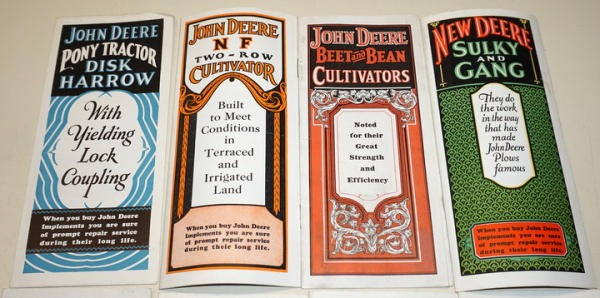 JOHN DEERE
PONY TRACTOR
DISK
HARROW
With
Yielding
Lock
Coupling
When you buy John Deere
Implements you are sure
of prompt repair service
during their long life.
JOHN DEERE
N F
TWO-ROW
CULTIVATOR
Built
to Meet
Conditions
in
Terraced
and
Irrigated
Land
When you buy John Deere
Implements you are sure
of prompt repair service
during their long life.
JOHN DEERE
BEET and BEAN
CULTIVATORS
Noted
for their
Great
Strength
and
Efficiency
When you buy John Deere
Implements you are sure
of prompt repair service
during their long life.
NEW DEERE
SULKY
AND
GANG
They do
the work
in the way
that has
made
John Deere
Plows
famous
When you buy John Deere
Implements you are sure
of prompt repair service
during their long life.